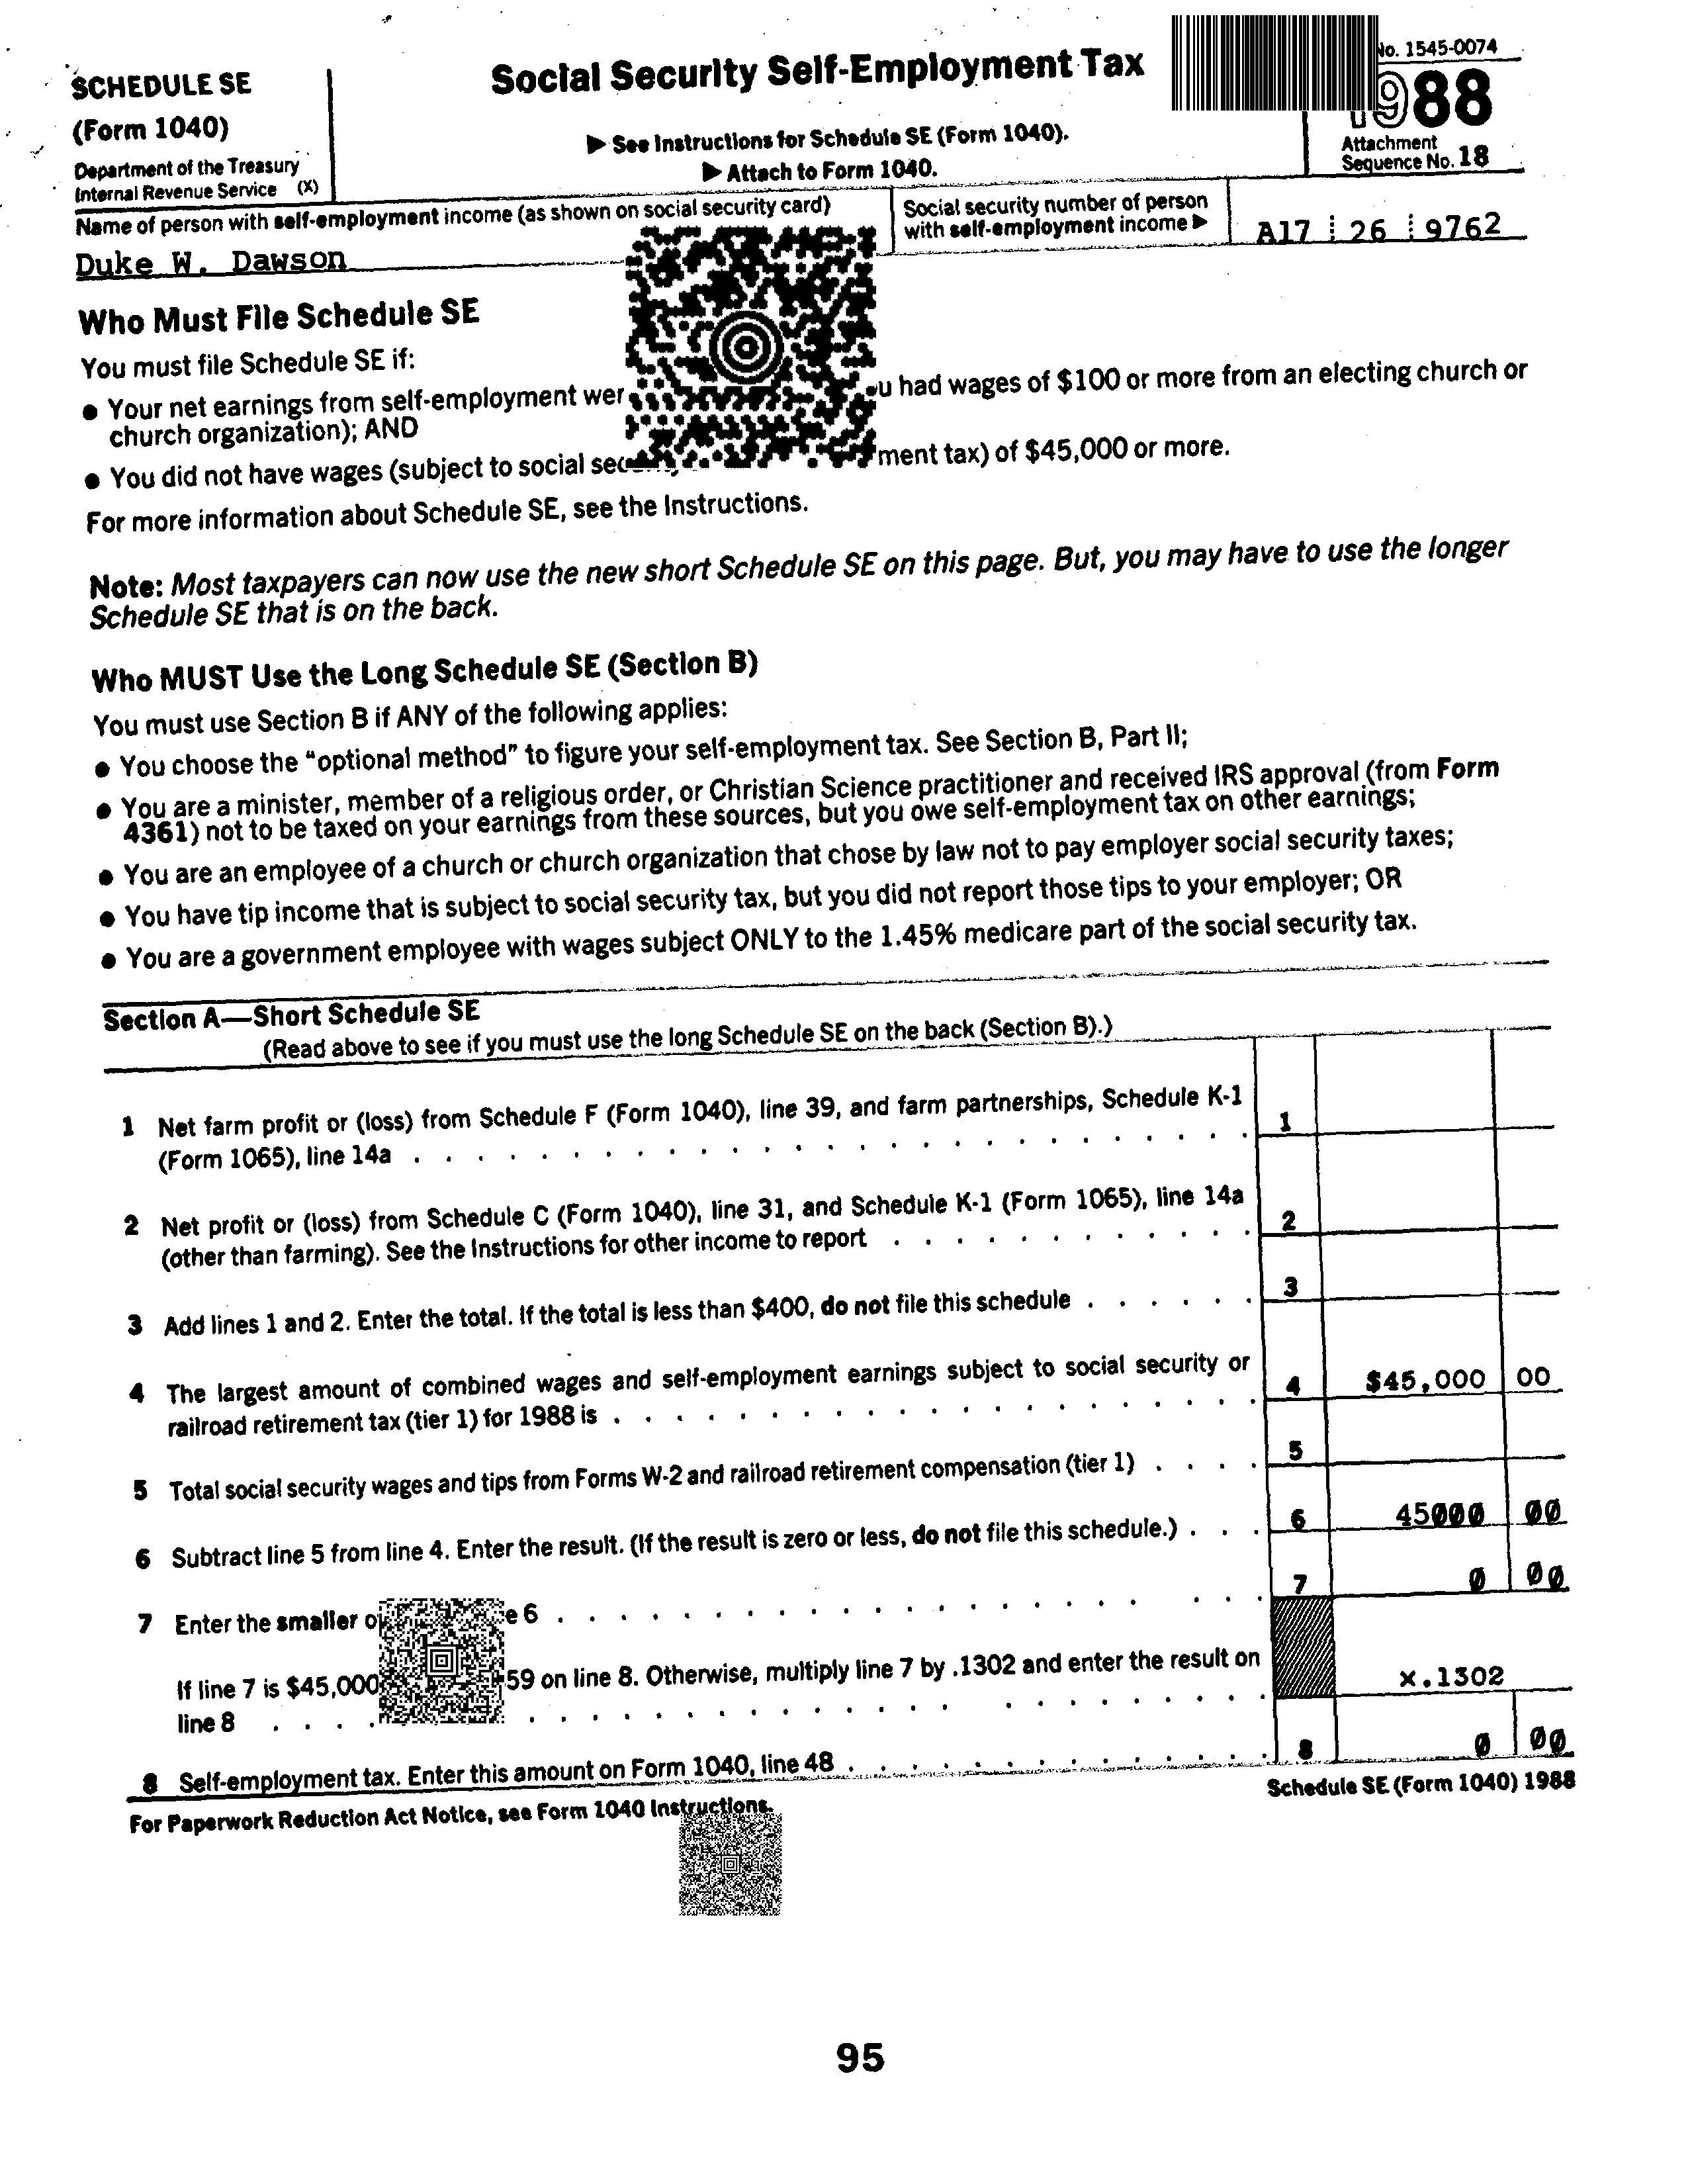 SCHEDULE SE
(Form 1040)
Department of the Treasury
Internal Revenue Service (X)
Social Security Self-Employment Tax
▶ See Instructions for Schedule SE (Form 1040).
▶ Attach to Form 1040.
No. 1545-0074
1988
Attachment
Sequence No. 18
Name of person with self-employment income (as shown on social security card)
Duke W. Dawson
Social security number of person
with self-employment income ▶
A17 26 9762
Who Must File Schedule SE
You must file Schedule SE if:
● Your net earnings from self-employment wer u had wages of $100 or more from an electing church or
church organization); AND
● You did not have wages (subject to social sec ment tax) of $45,000 or more.
For more information about Schedule SE, see the Instructions.
Note: Most taxpayers can now use the new short Schedule SE on this page. But, you may have to use the longer
Schedule SE that is on the back.
Who MUST Use the Long Schedule SE (Section B)
You must use Section B if ANY of the following applies:
● You choose the "optional method" to figure your self-employment tax. See Section B, Part II;
● You are a minister, member of a religious order, or Christian Science practitioner and received IRS approval (from Form
4361) not to be taxed on your earnings from these sources, but you owe self-employment tax on other earnings;
● You are an employee of a church or church organization that chose by law not to pay employer social security taxes;
● You have tip income that is subject to social security tax, but you did not report those tips to your employer; OR
● You are a government employee with wages subject ONLY to the 1.45% medicare part of the social security tax.
Section A—Short Schedule SE
(Read above to see if you must use the long Schedule SE on the back (Section B).)
1 Net farm profit or (loss) from Schedule F (Form 1040), line 39, and farm partnerships, Schedule K-1
(Form 1065), line 14a . . . . . . . . . . . . . . . . . . . . . . . . . . . 1
2 Net profit or (loss) from Schedule C (Form 1040), line 31, and Schedule K-1 (Form 1065), line 14a
(other than farming). See the Instructions for other income to report . . . . . . . . . . . . 2
3 Add lines 1 and 2. Enter the total. If the total is less than $400, do not file this schedule . . . . . . 3
4 The largest amount of combined wages and self-employment earnings subject to social security or
railroad retirement tax (tier 1) for 1988 is . . . . . . . . . . . . . . . . . . . . . 4 $45,000 00
5 Total social security wages and tips from Forms W-2 and railroad retirement compensation (tier 1) . . . . 5
6 Subtract line 5 from line 4. Enter the result. (If the result is zero or less, do not file this schedule.) . . . 6 45000 00
7 Enter the smaller o e 6 . . . . . . . . . . . . . . . . . . . . . . 7 0 00
If line 7 is $45,000 59 on line 8. Otherwise, multiply line 7 by .1302 and enter the result on
line 8 . . . . . . . . . . . . . . . . . . . . . . . . . . x.1302
8 Self-employment tax. Enter this amount on Form 1040, line 48 . . . . . . . . . . . . . . 8 0 00
For Paperwork Reduction Act Notice, see Form 1040 Instructions.
Schedule SE (Form 1040) 1988
95